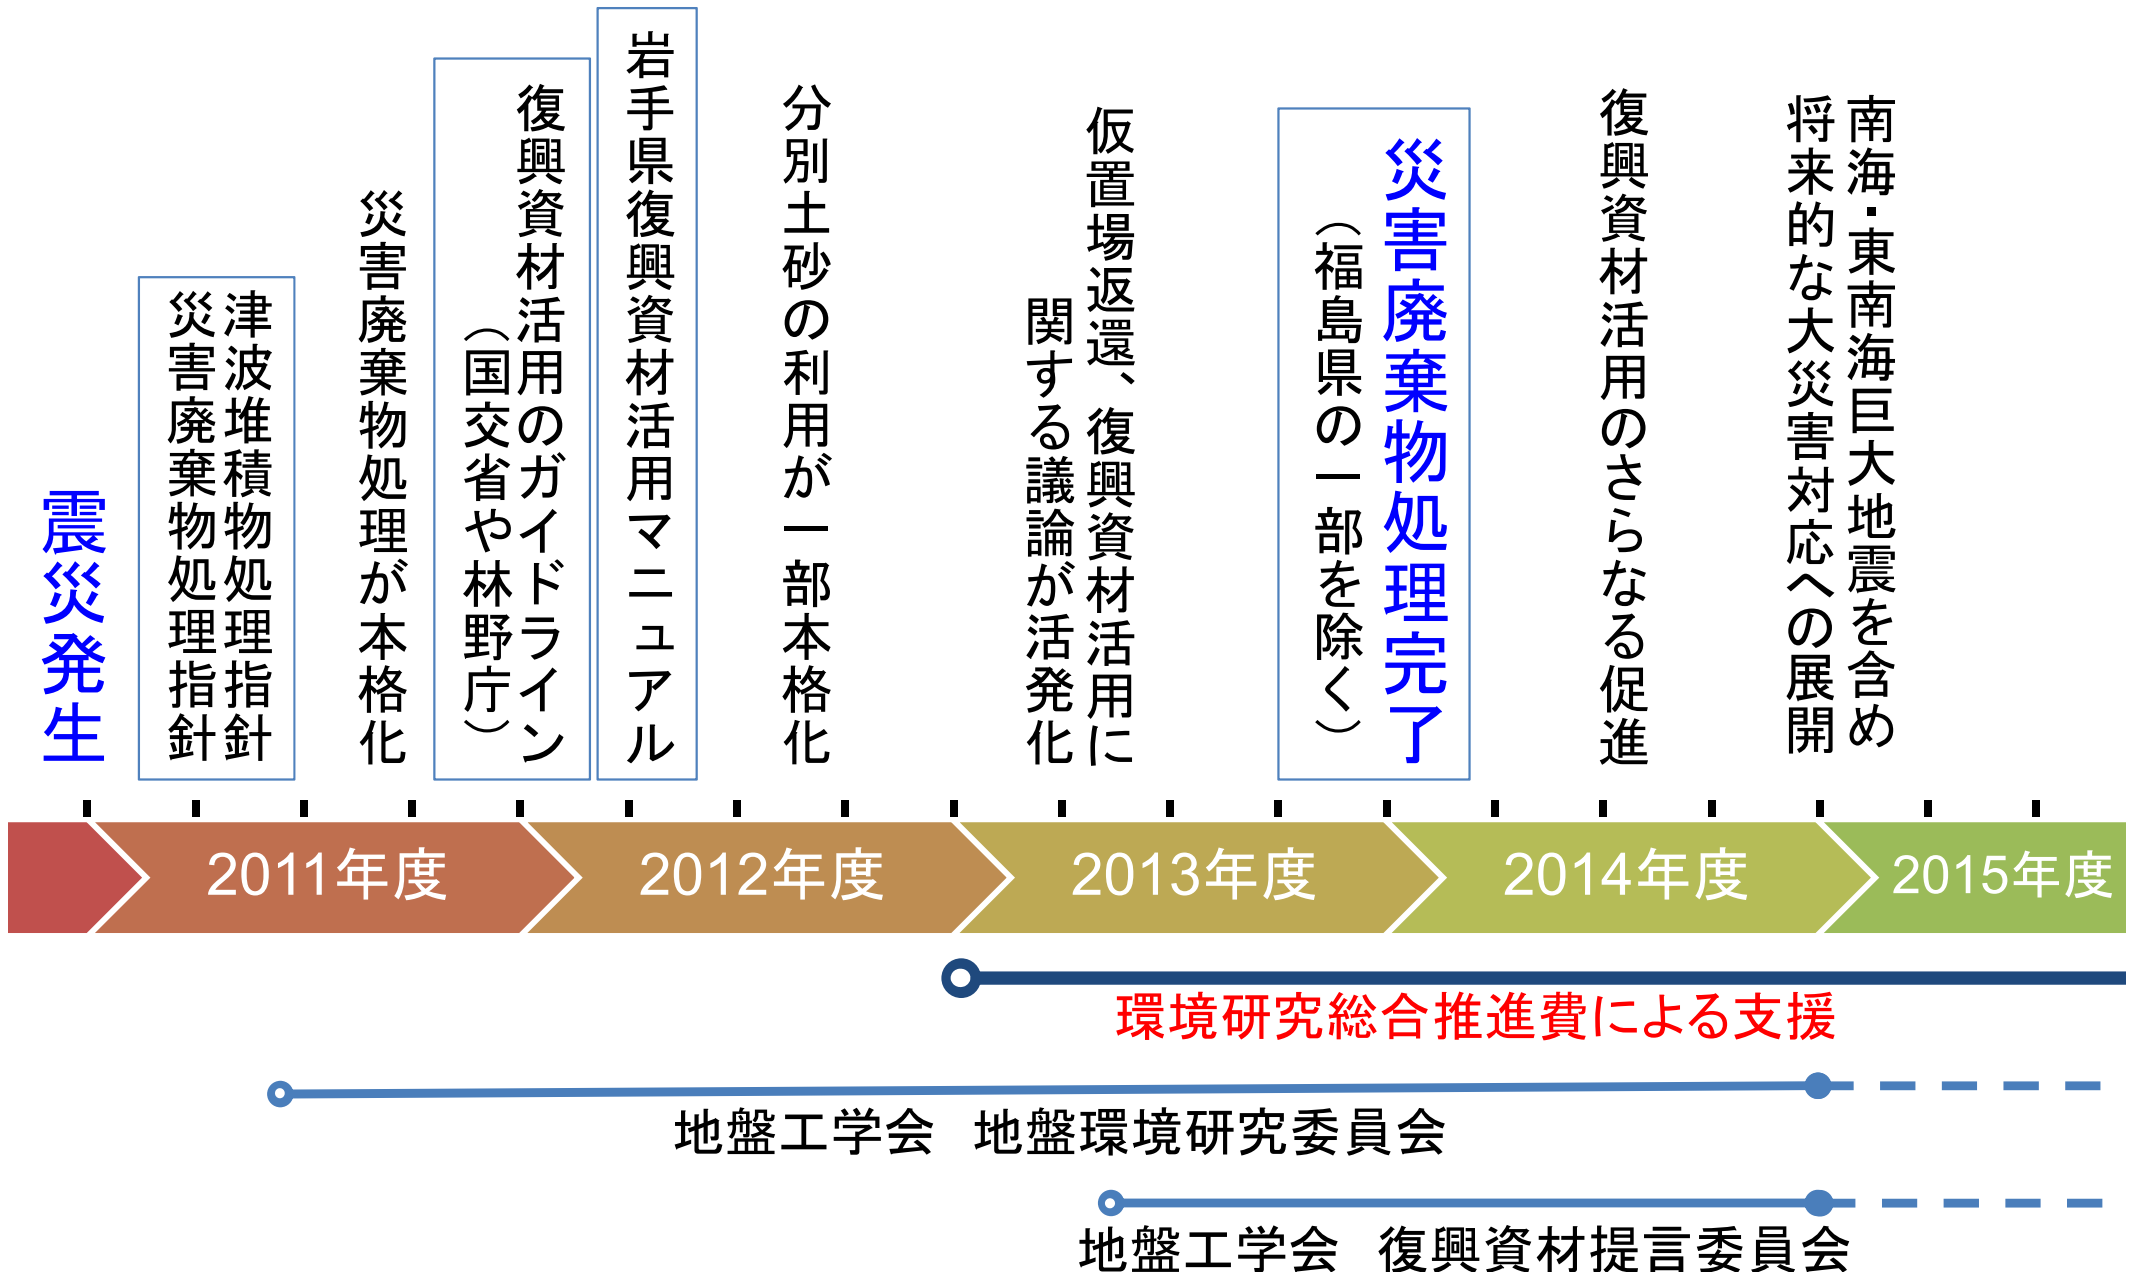 震災発生
津波堆積物処理指針
災害廃棄物処理指針
災害廃棄物処理が本格化
復興資材活用のガイドライン
（国交省や林野庁）
岩手県復興資材活用マニュアル
分別土砂の利用が一部本格化
仮置場返還、復興資材活用に
関する議論が活発化
災害廃棄物処理完了
（福島県の一部を除く）
復興資材活用のさらなる促進
南海・東南海巨大地震を含め
将来的な大災害対応への展開
2011年度
2012年度
2013年度
2014年度
2015年度
環境研究総合推進費による支援
地盤工学会　地盤環境研究委員会
地盤工学会　復興資材提言委員会